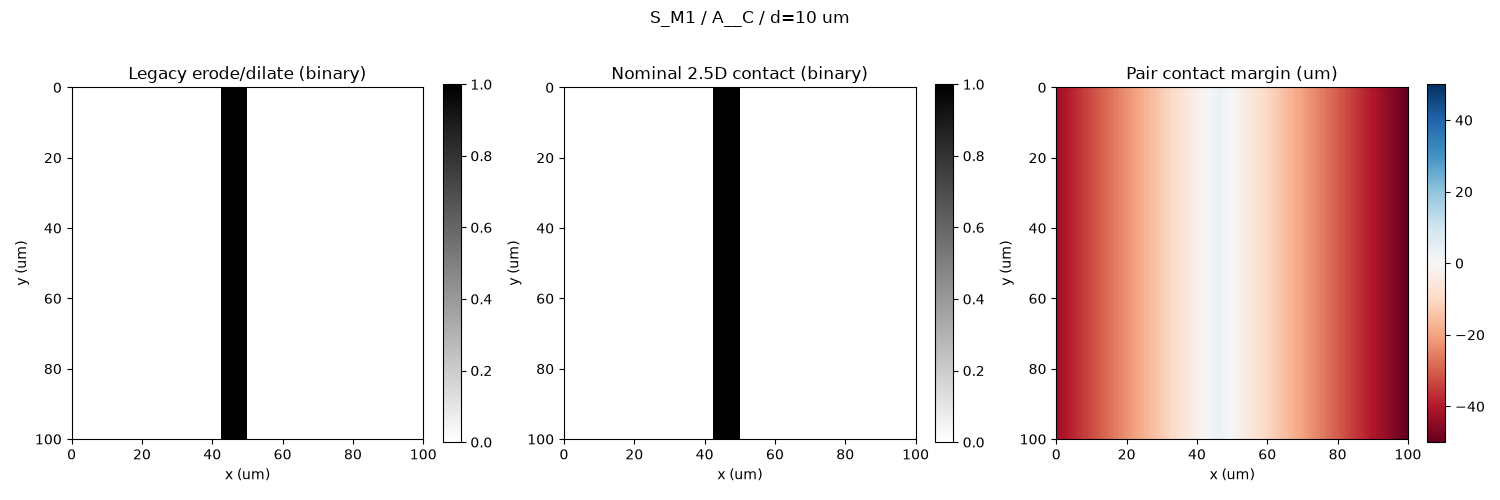 S_M1 / A__C / d=10 um
Legacy erode/dilate (binary)
0
20
40
60
80
100
y (um)
0 20 40 60 80 100
x (um)
1.0
0.8
0.6
0.4
0.2
0.0
Nominal 2.5D contact (binary)
0
20
40
60
80
100
y (um)
0 20 40 60 80 100
x (um)
1.0
0.8
0.6
0.4
0.2
0.0
Pair contact margin (um)
0
20
40
60
80
100
y (um)
0 20 40 60 80 100
x (um)
40
20
0
−20
−40